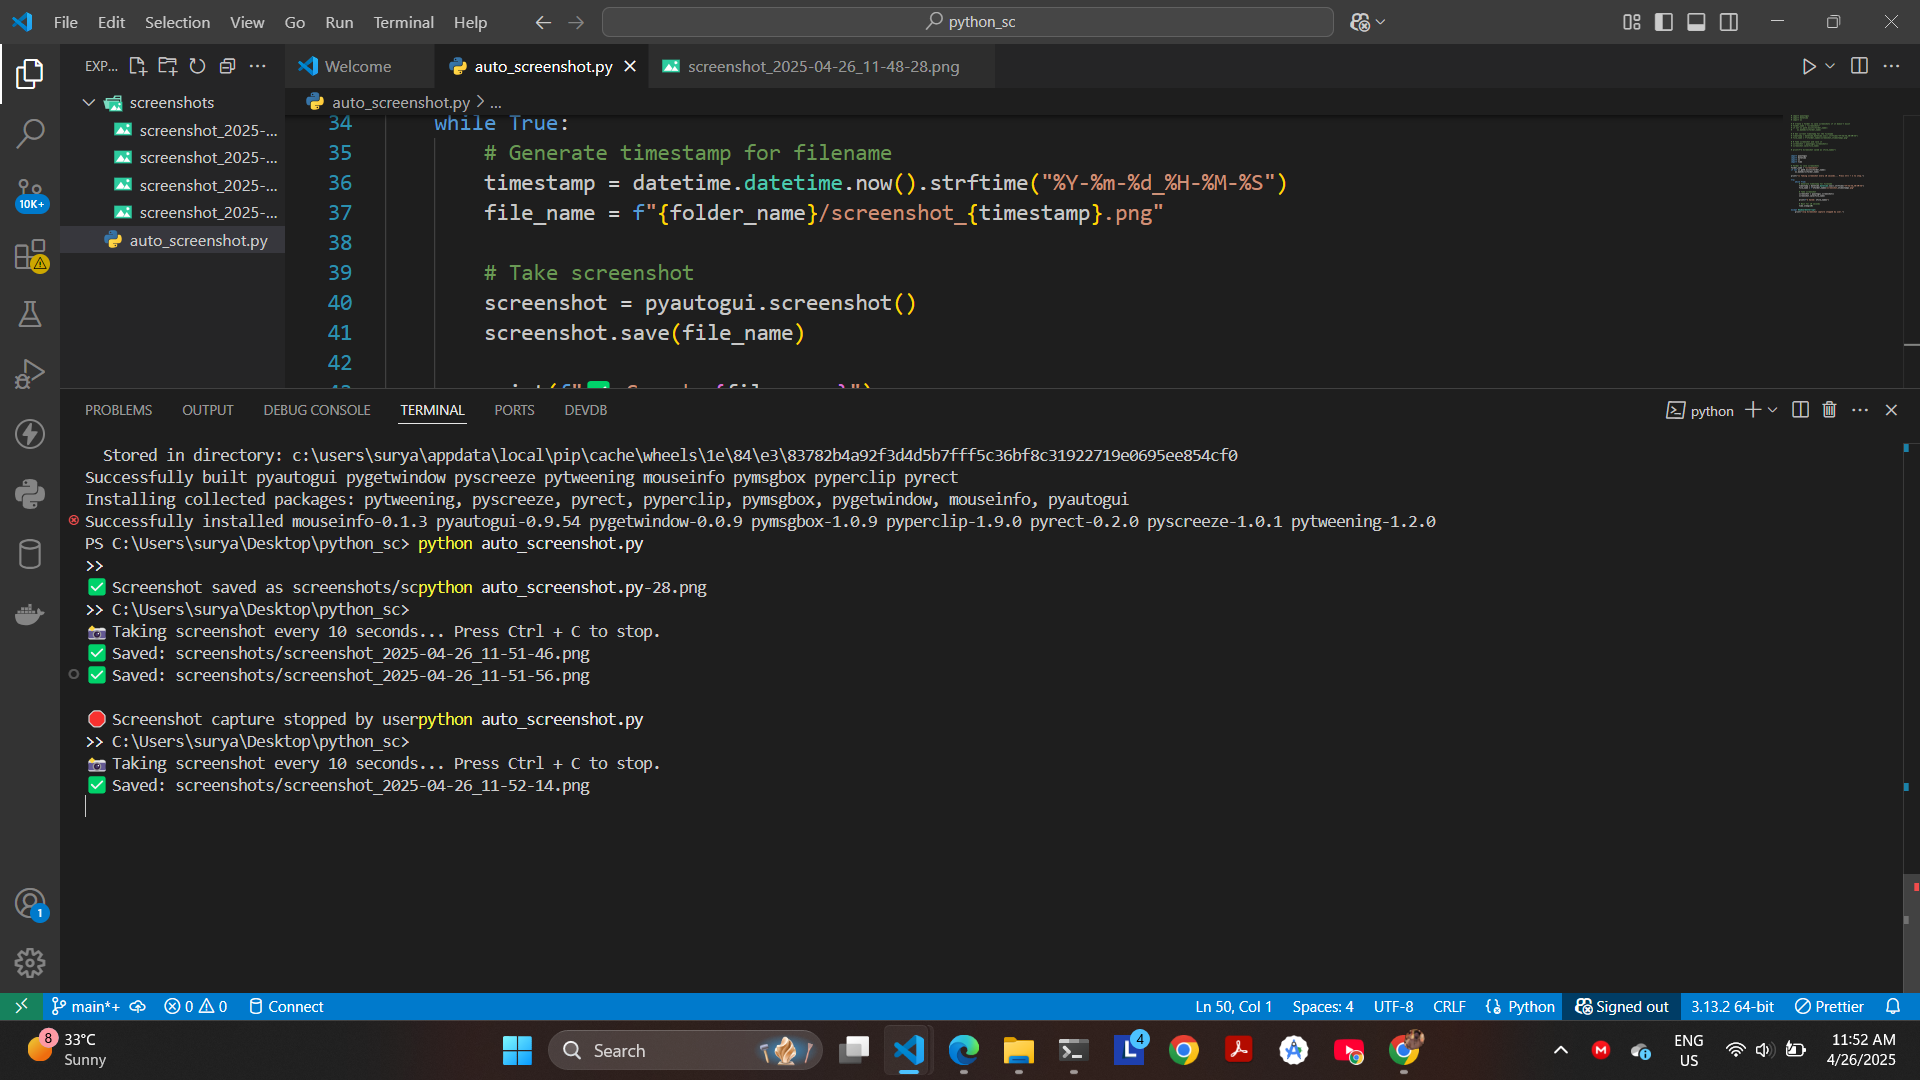 File Edit Selection View Go Run Terminal Help
python_sc
EXP...
Welcome
auto_screenshot.py
screenshot_2025-04-26_11-48-28.png
screenshots
screenshot_2025-...
screenshot_2025-...
screenshot_2025-...
screenshot_2025-...
auto_screenshot.py
10K+
1
auto_screenshot.py > ...
34 while True:
35 # Generate timestamp for filename
36 timestamp = datetime.datetime.now().strftime("%Y-%m-%d_%H-%M-%S")
37 file_name = f"{folder_name}/screenshot_{timestamp}.png"
38
39 # Take screenshot
40 screenshot = pyautogui.screenshot()
41 screenshot.save(file_name)
42
PROBLEMS OUTPUT DEBUG CONSOLE TERMINAL PORTS DEVDB
python
Stored in directory: c:\users\surya\appdata\local\pip\cache\wheels\1e\84\e3\83782b4a92f3d4d5b7fff5c36bf8c31922719e0695ee854cf0
Successfully built pyautogui pygetwindow pyscreeze pytweening mouseinfo pymsgbox pyperclip pyrect
Installing collected packages: pytweening, pyscreeze, pyrect, pyperclip, pymsgbox, pygetwindow, mouseinfo, pyautogui
Successfully installed mouseinfo-0.1.3 pyautogui-0.9.54 pygetwindow-0.0.9 pymsgbox-1.0.9 pyperclip-1.9.0 pyrect-0.2.0 pyscreeze-1.0.1 pytweening-1.2.0
PS C:\Users\surya\Desktop\python_sc> python auto_screenshot.py
>>
✅ Screenshot saved as screenshots/scpython auto_screenshot.py-28.png
>> C:\Users\surya\Desktop\python_sc>
📸 Taking screenshot every 10 seconds... Press Ctrl + C to stop.
✅ Saved: screenshots/screenshot_2025-04-26_11-51-46.png
✅ Saved: screenshots/screenshot_2025-04-26_11-51-56.png
🛑 Screenshot capture stopped by userpython auto_screenshot.py
>> C:\Users\surya\Desktop\python_sc>
📸 Taking screenshot every 10 seconds... Press Ctrl + C to stop.
✅ Saved: screenshots/screenshot_2025-04-26_11-52-14.png
main*+ 0 0 Connect
Ln 50, Col 1 Spaces: 4 UTF-8 CRLF {} Python Signed out 3.13.2 64-bit Prettier
8
33°C
Sunny
Search
L
4
M
ENG
US
11:52 AM
4/26/2025